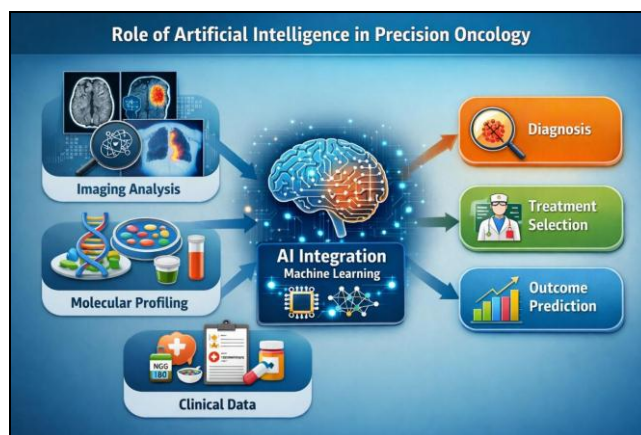 Role of Artificial Intelligence in Precision Oncology
Imaging Analysis
Molecular Profiling
NGG
Clinical Data
AI Integration
Machine Learning
Diagnosis
Treatment
Selection
Outcome
Prediction